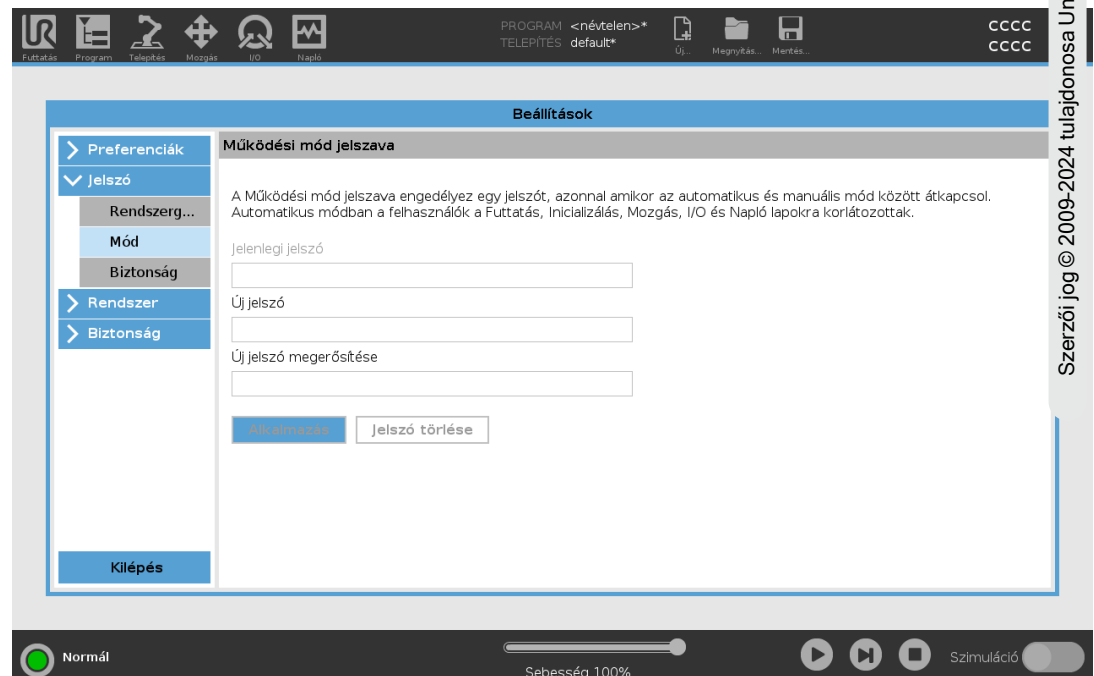 PROGRAM <névtelen>*
TELEPÍTÉS default*
CCCC
CCCC
Futtatás Program Telepítés Mozgás I/O Napló Új... Megnyitás... Mentés...
Beállítások
Preferenciák
Jelszó
Rendszerg...
Mód
Biztonság
Rendszer
Biztonság
Kilépés
Működési mód jelszava
A Működési mód jelszava engedélyez egy jelszót, azonnal amikor az automatikus és manuális mód között átkapcsol.
Automatikus módban a felhasználók a Futtatás, Inicializálás, Mozgás, I/O és Napló lapokra korlátozottak.
Jelenlegi jelszó
Új jelszó
Új jelszó megerősítése
Alkalmazás Jelszó törlése
Normál
Sebesség 100%
Szimuláció
Szerzői jog © 2009-2024 tulajdonosa Un